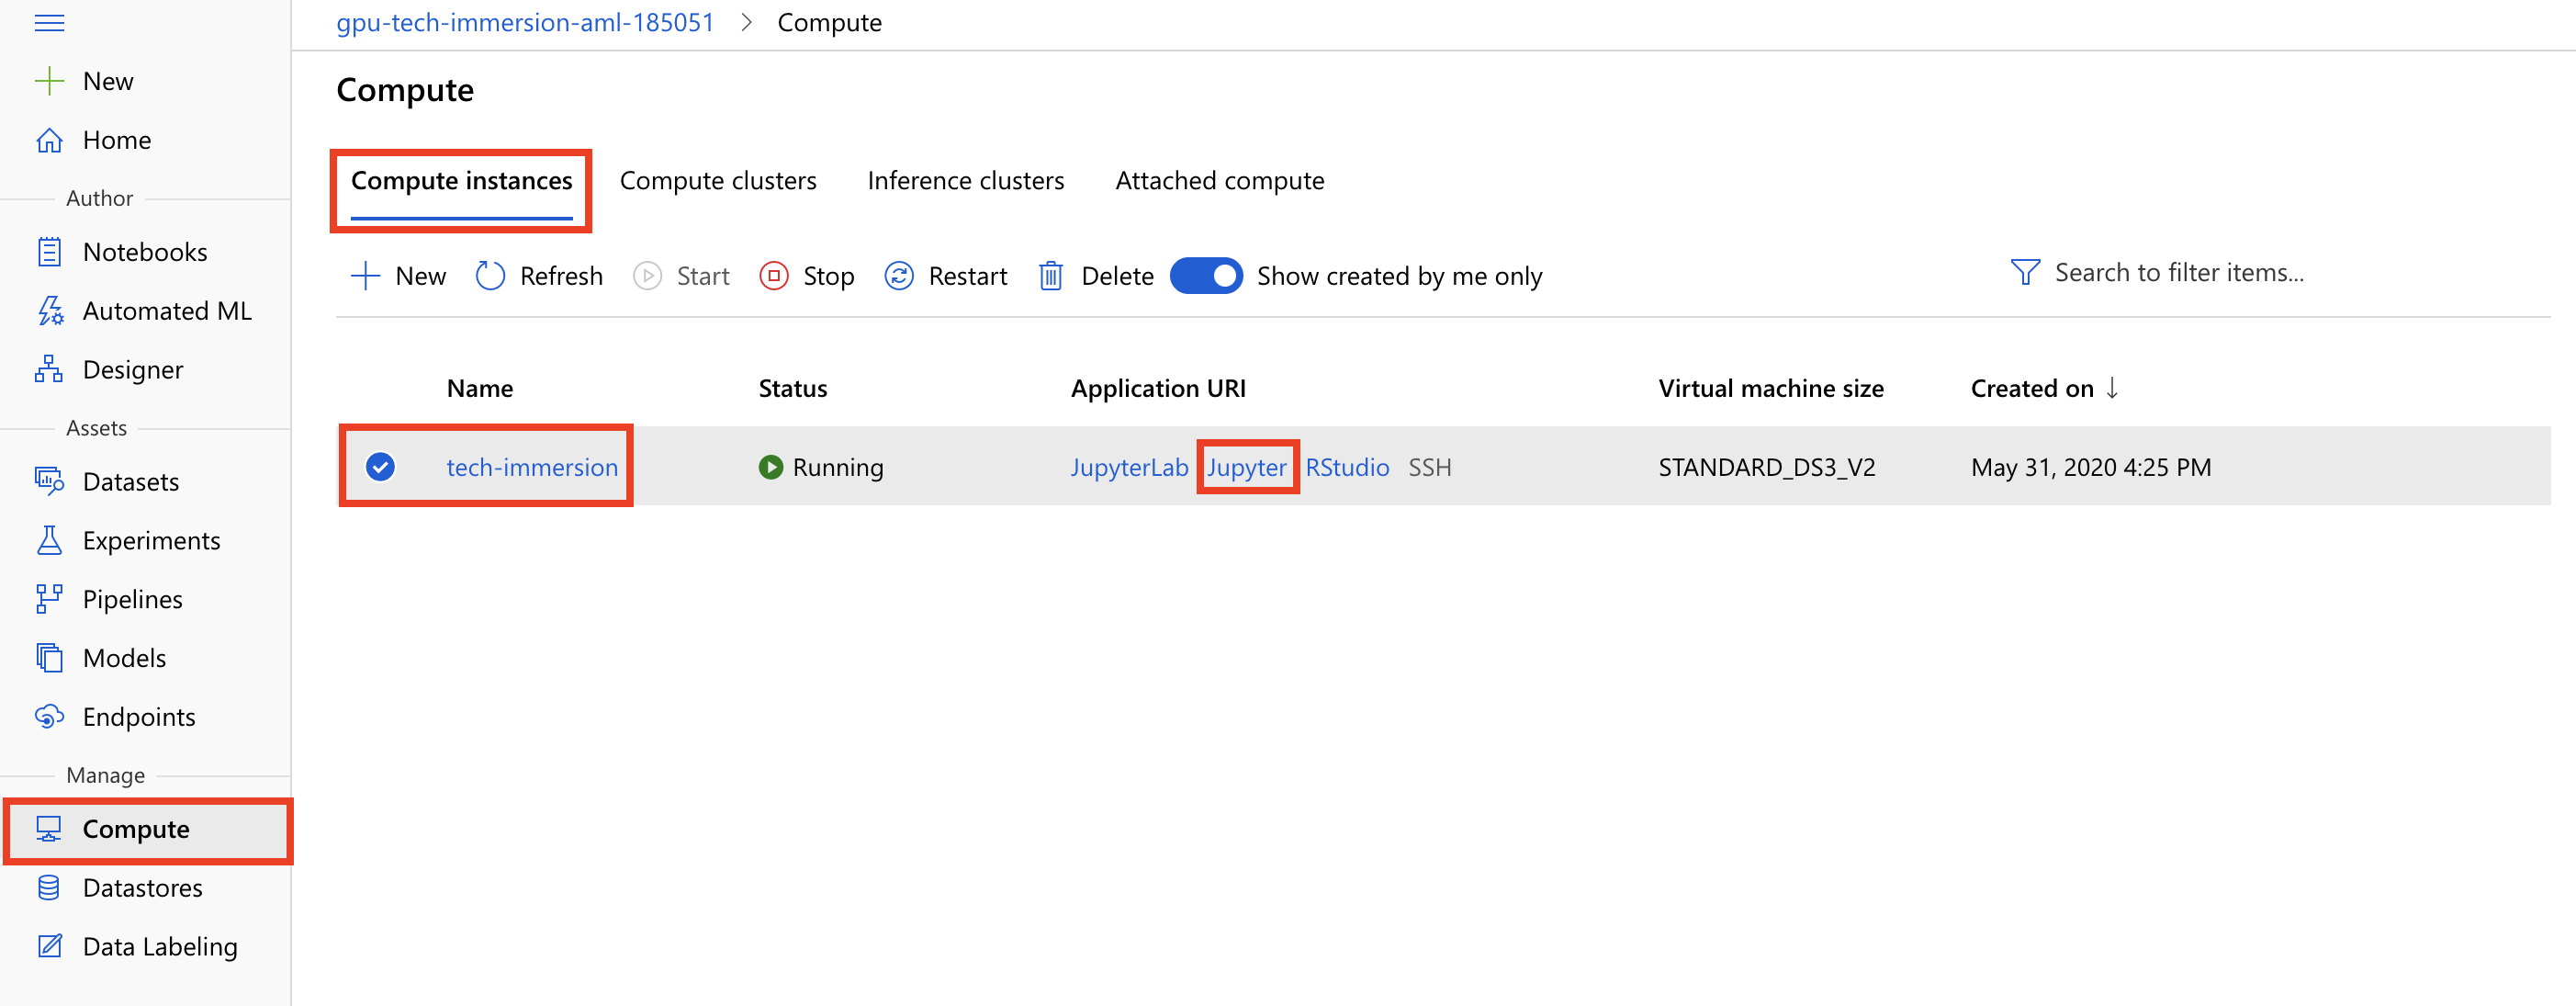 gpu-tech-immersion-aml-185051 > Compute
New
Home
Author
Notebooks
Automated ML
Designer
Assets
Datasets
Experiments
Pipelines
Models
Endpoints
Manage
Compute
Datastores
Data Labeling
Compute
Compute instances Compute clusters Inference clusters Attached compute
New Refresh Start Stop Restart Delete Show created by me only Search to filter items...
Name Status Application URI Virtual machine size Created on ↓
tech-immersion Running JupyterLab Jupyter RStudio SSH STANDARD_DS3_V2 May 31, 2020 4:25 PM